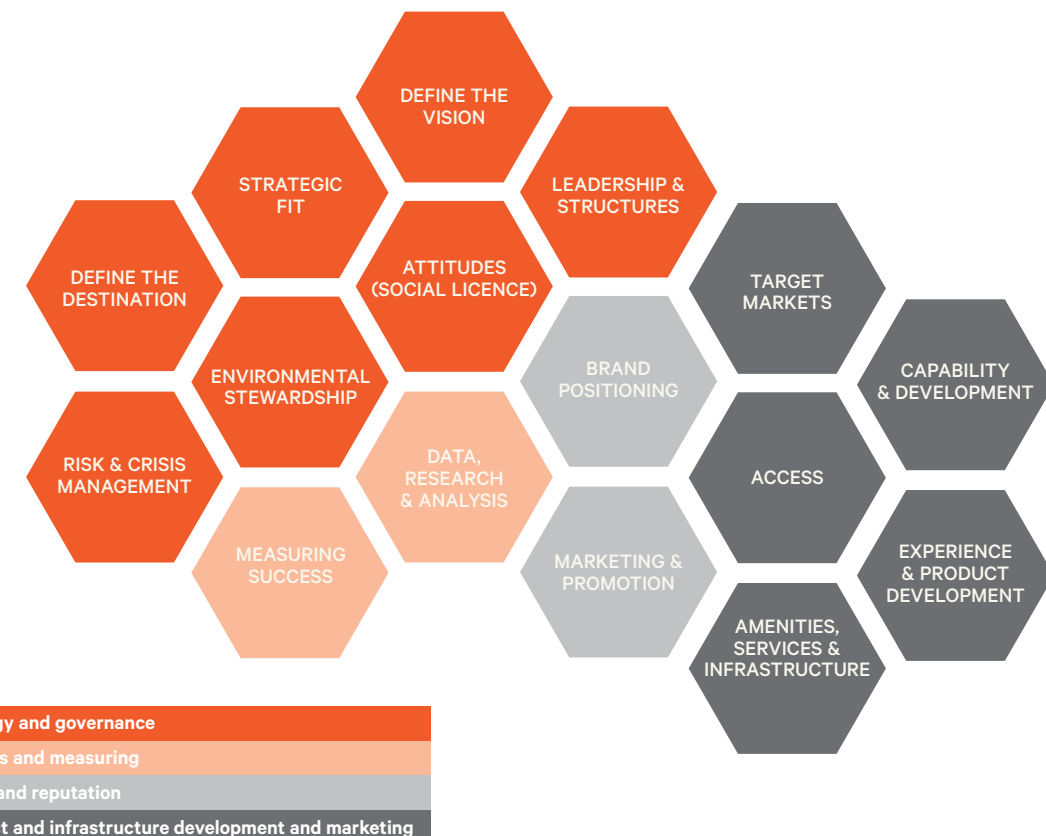 DEFINE THE
VISION
STRATEGIC
FIT
LEADERSHIP &
STRUCTURES
DEFINE THE
DESTINATION
ATTITUDES
(SOCIAL LICENCE)
TARGET
MARKETS
ENVIRONMENTAL
STEWARDSHIP
BRAND
POSITIONING
CAPABILITY
& DEVELOPMENT
RISK & CRISIS
MANAGEMENT
DATA,
RESEARCH
& ANALYSIS
ACCESS
MEASURING
SUCCESS
MARKETING &
PROMOTION
EXPERIENCE
& PRODUCT
DEVELOPMENT
AMENITIES,
SERVICES &
INFRASTRUCTURE
gy and governance
s and measuring
and reputation
ct and infrastructure development and marketing